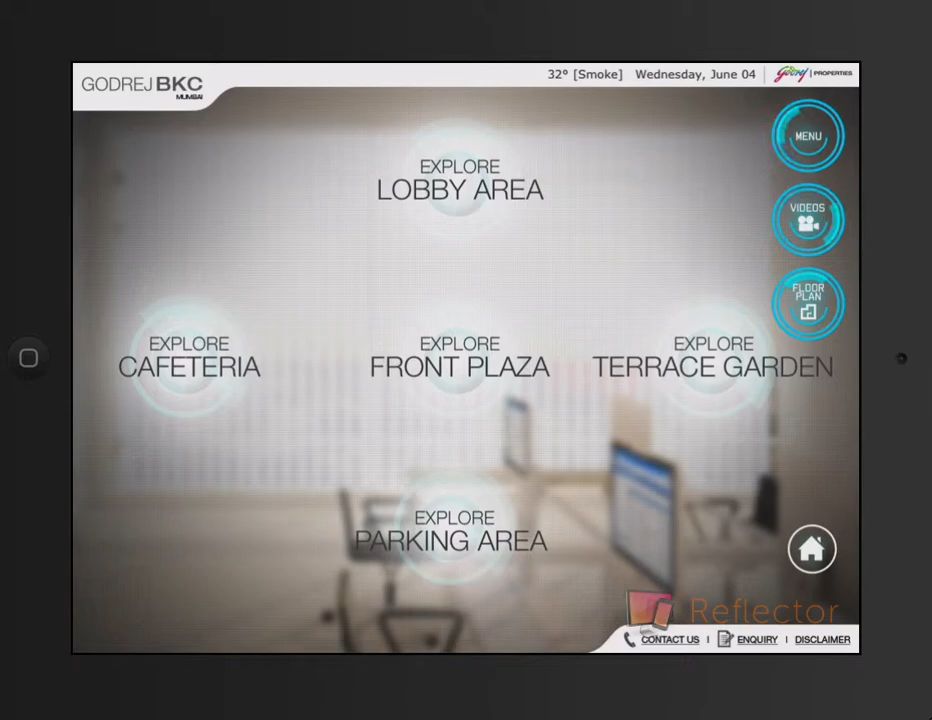 GODREJ BKC
MUMBAI
32° [Smoke] Wednesday, June 04
Godrej | PROPERTIES
MENU
VIDEOS
FLOOR
PLAN
EXPLORE
LOBBY AREA
EXPLORE
CAFETERIA
EXPLORE
FRONT PLAZA
EXPLORE
TERRACE GARDEN
EXPLORE
PARKING AREA
Reflector
CONTACT US | ENQUIRY | DISCLAIMER